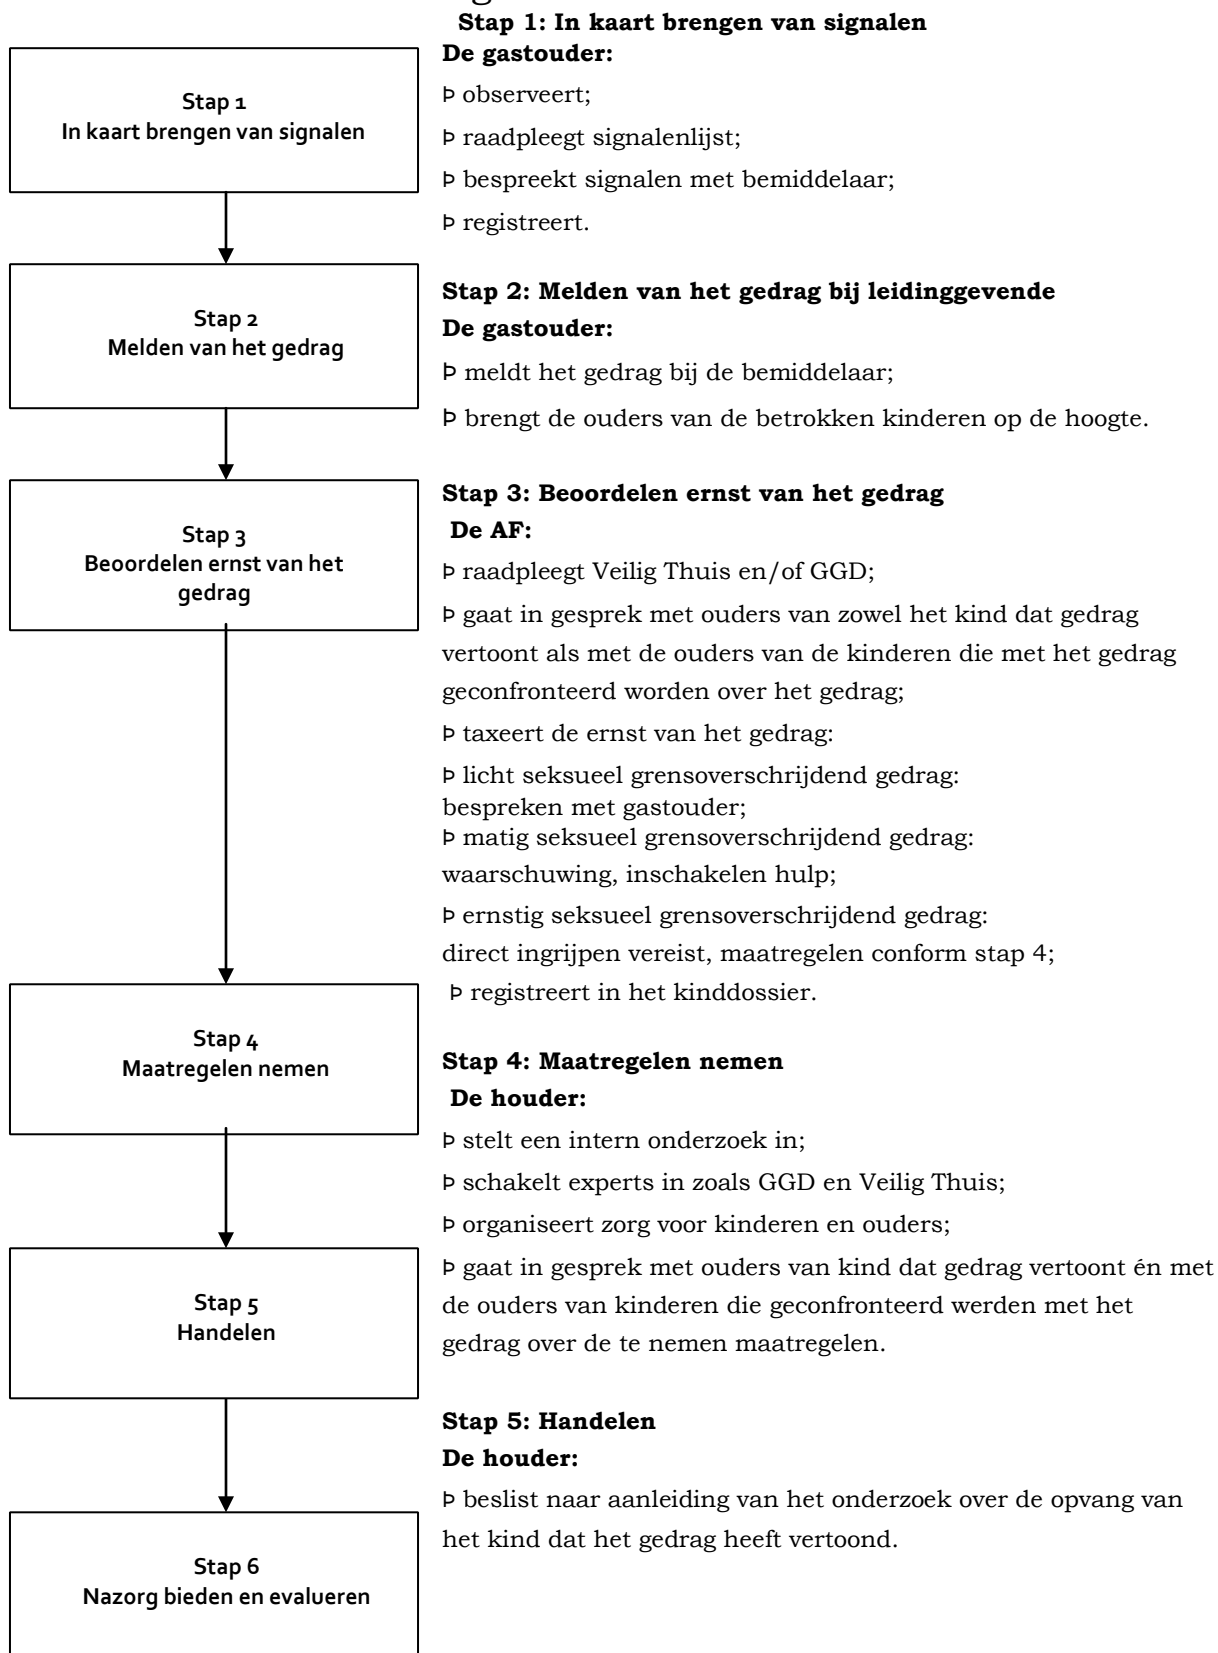 Stap 1: In kaart brengen van signalen
De gastouder:
Þ observeert;
Þ raadpleegt signalenlijst;
Þ bespreekt signalen met bemiddelaar;
Þ registreert.
Stap 2: Melden van het gedrag bij leidinggevende
De gastouder:
Þ meldt het gedrag bij de bemiddelaar;
Þ brengt de ouders van de betrokken kinderen op de hoogte.
Stap 3: Beoordelen ernst van het gedrag
De AF:
Þ raadpleegt Veilig Thuis en/of GGD;
Þ gaat in gesprek met ouders van zowel het kind dat gedrag
vertoont als met de ouders van de kinderen die met het gedrag
geconfronteerd worden over het gedrag;
Þ taxeert de ernst van het gedrag:
Þ licht seksueel grensoverschrijdend gedrag:
bespreken met gastouder;
Þ matig seksueel grensoverschrijdend gedrag:
waarschuwing, inschakelen hulp;
Þ ernstig seksueel grensoverschrijdend gedrag:
direct ingrijpen vereist, maatregelen conform stap 4;
Þ registreert in het kinddossier.
Stap 4: Maatregelen nemen
De houder:
Þ stelt een intern onderzoek in;
Þ schakelt experts in zoals GGD en Veilig Thuis;
Þ organiseert zorg voor kinderen en ouders;
Þ gaat in gesprek met ouders van kind dat gedrag vertoont én met
de ouders van kinderen die geconfronteerd werden met het
gedrag over de te nemen maatregelen.
Stap 5: Handelen
De houder:
Þ beslist naar aanleiding van het onderzoek over de opvang van
het kind dat het gedrag heeft vertoond.
Stap 1
In kaart brengen van signalen
Stap 2
Melden van het gedrag
Stap 3
Beoordelen ernst van het
gedrag
Stap 4
Maatregelen nemen
Stap 5
Handelen
Stap 6
Nazorg bieden en evalueren